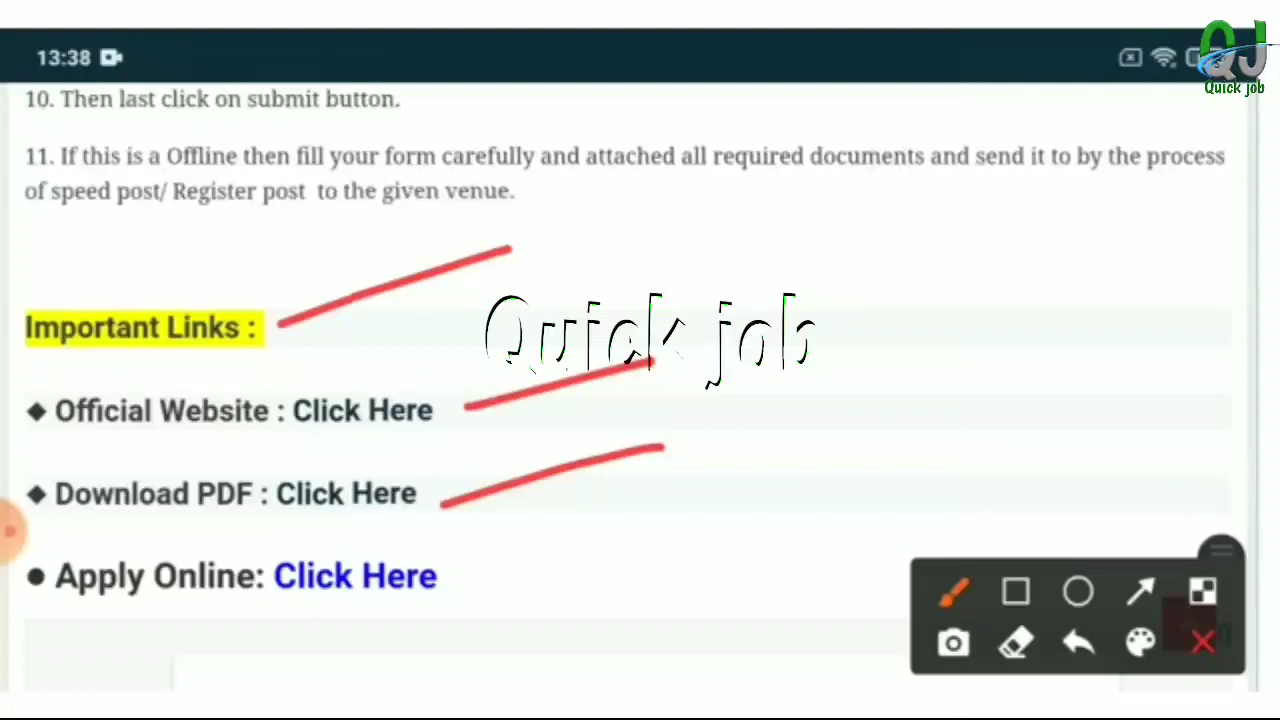 13:38
QJ
Quick job
10. Then last click on submit button.
11. If this is a Offline then fill your form carefully and attached all required documents and send it to by the process
of speed post/ Register post to the given venue.
Important Links :
Quick job
◆ Official Website : Click Here
◆ Download PDF : Click Here
● Apply Online: Click Here